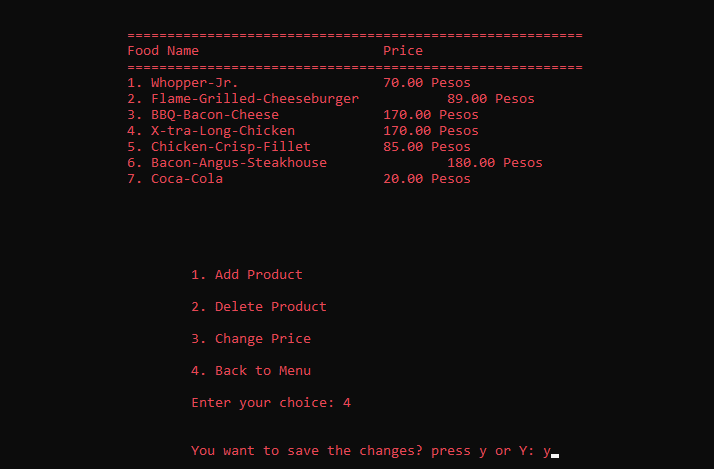 =========================================================
Food Name Price
=========================================================
1. Whopper-Jr. 70.00 Pesos
2. Flame-Grilled-Cheeseburger 89.00 Pesos
3. BBQ-Bacon-Cheese 170.00 Pesos
4. X-tra-Long-Chicken 170.00 Pesos
5. Chicken-Crisp-Fillet 85.00 Pesos
6. Bacon-Angus-Steakhouse 180.00 Pesos
7. Coca-Cola 20.00 Pesos
1. Add Product
2. Delete Product
3. Change Price
4. Back to Menu
Enter your choice: 4
You want to save the changes? press y or Y: y